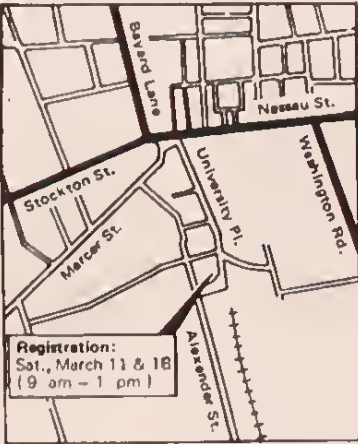 Bayard Lane
Nassau St.
Stockton St.
University Pl.
Washington Rd.
Mercer St.
Registration:
Sat., March 11 & 18
(9 am – 1 pm)
Alexander St.